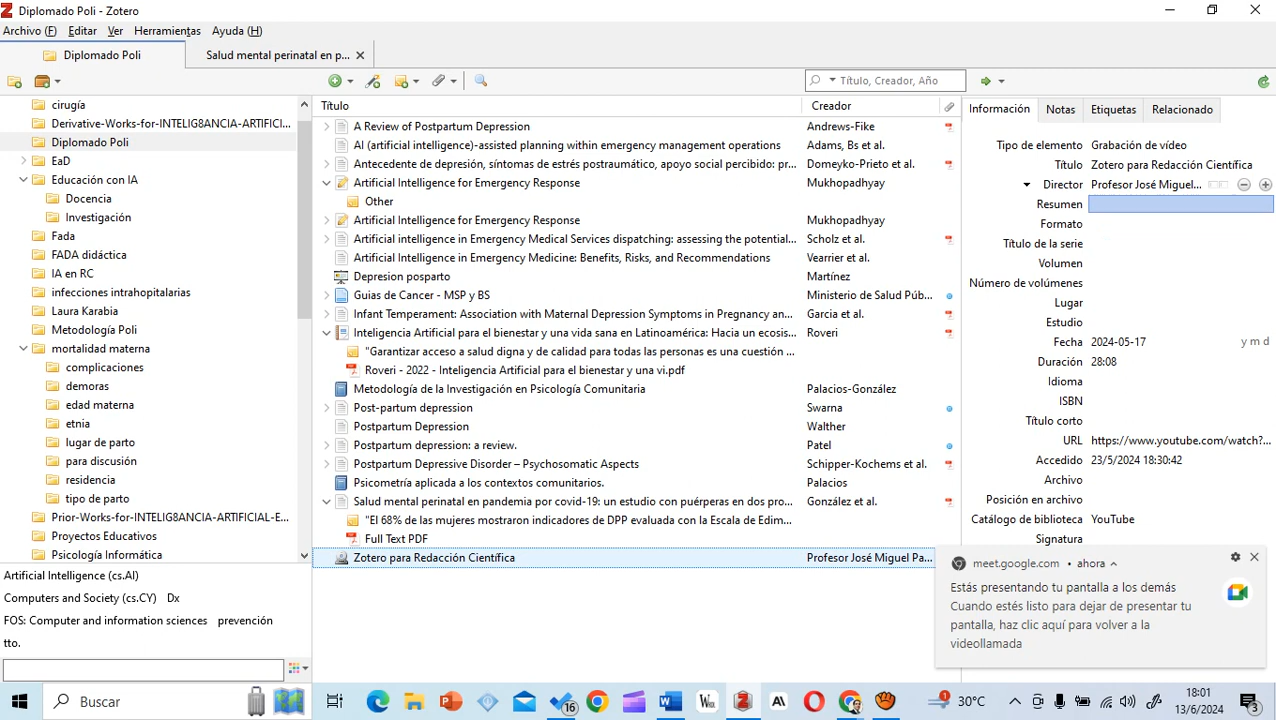 Diplomado Poli - Zotero
Archivo (F) Editar Ver Herramientas Ayuda (H)
Diplomado Poli
Salud mental perinatal en p...
Título, Creador, Año
cirugía
Derivative-Works-for-INTELIG8ANCIA-ARTIFICI...
Diplomado Poli
EaD
Educación con IA
Docencia
Investigación
Fada
FADA didáctica
IA en RC
infecciones intrahopitalarias
Laura Karabia
Metodología Poli
mortalidad materna
complicaciones
demoras
edad materna
etnia
lugar de parto
para discusión
residencia
tipo de parto
Prior-Works-for-INTELIG8ANCIA-ARTIFICIAL-E...
Proyectos Educativos
Psicología Informática
Artificial Intelligence (cs.AI)
Computers and Society (cs.CY) Dx
FOS: Computer and information sciences prevención
tto.
Título Creador
A Review of Postpartum Depression Andrews-Fike
AI (artificial intelligence)-assisted planning within emergency management operations Adams, Bs et al.
Antecedente de depresión, síntomas de estrés postraumático, apoyo social percibido: pr... Domeyko-Prieto et al.
Artificial Intelligence for Emergency Response Mukhopadhyay
Other
Artificial Intelligence for Emergency Response Mukhopadhyay
Artificial intelligence in Emergency Medical Services dispatching: assessing the potential... Scholz et al.
Artificial Intelligence in Emergency Medicine: Benefits, Risks, and Recommendations Vearrier et al.
Depresion posparto Martínez
Guias de Cancer - MSP y BS Ministerio de Salud Púb...
Infant Temperament: Association with Maternal Depression Symptoms in Pregnancy an... Garcia et al.
Inteligencia Artificial para el bienestar y una vida sana en Latinoamérica: Hacia un ecos... Roveri
"Garantizar acceso a salud digna y de calidad para todas las personas es una cuestión ...
Roveri - 2022 - Inteligencia Artificial para el bienestar y una vi.pdf
Metodología de la Investigación en Psicología Comunitaria Palacios-González
Post-partum depression Swarna
Postpartum Depression Walther
Postpartum depression: a review. Patel
Postpartum Depressive Disorder – Psychosomatic Aspects Schipper-Kochems et al.
Psicometría aplicada a los contextos comunitarios. Palacios
Salud mental perinatal en pandemia por covid-19: un estudio con puérperas en dos pro... González et al.
"El 68% de las mujeres mostraron indicadores de DPP evaluada con la Escala de Edim...
Full Text PDF
Zotero para Redacción Científica Profesor José Miguel Pa...
Información Notas Etiquetas Relacionado
Tipo de elemento Grabación de vídeo
Título Zotero para Redacción Científica
Director Profesor José Miguel...
Resumen
Formato
Título de la serie
Volumen
Número de volúmenes
Lugar
Estudio
Fecha 2024-05-17 y m d
Duración 28:08
Idioma
ISBN
Título corto
URL https://www.youtube.com/watch?...
Accedido 23/5/2024 18:30:42
Archivo
Posición en archivo
Catálogo de biblioteca YouTube
Signatura
meet.google.com • ahora
Estás presentando tu pantalla a los demás
Cuando estés listo para dejar de presentar tu
pantalla, haz clic aquí para volver a la
videollamada
Buscar
16
W
AI
1
30°C
18:01
13/6/2024
3